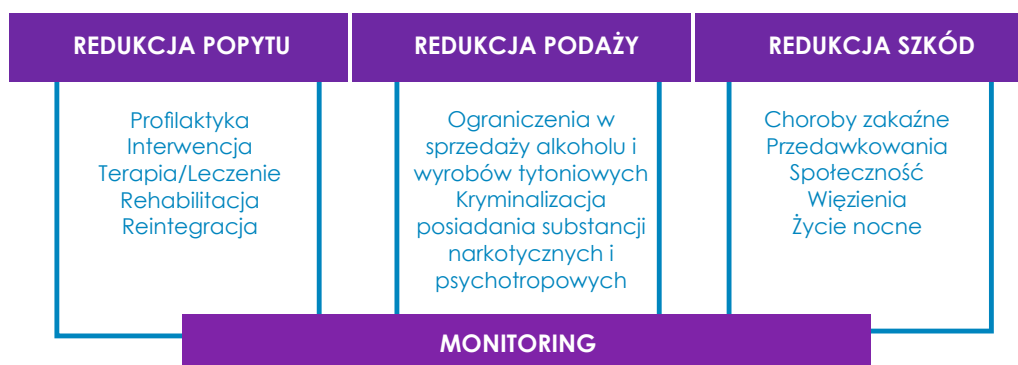 REDUKCJA POPYTU
Profilaktyka
Interwencja
Terapia/Leczenie
Rehabilitacja
Reintegracja
REDUKCJA PODAŻY
Ograniczenia w
sprzedaży alkoholu i
wyrobów tytoniowych
Kryminalizacja
posiadania substancji
narkotycznych i
psychotropowych
REDUKCJA SZKÓD
Choroby zakaźne
Przedawkowania
Społeczność
Więzienia
Życie nocne
MONITORING